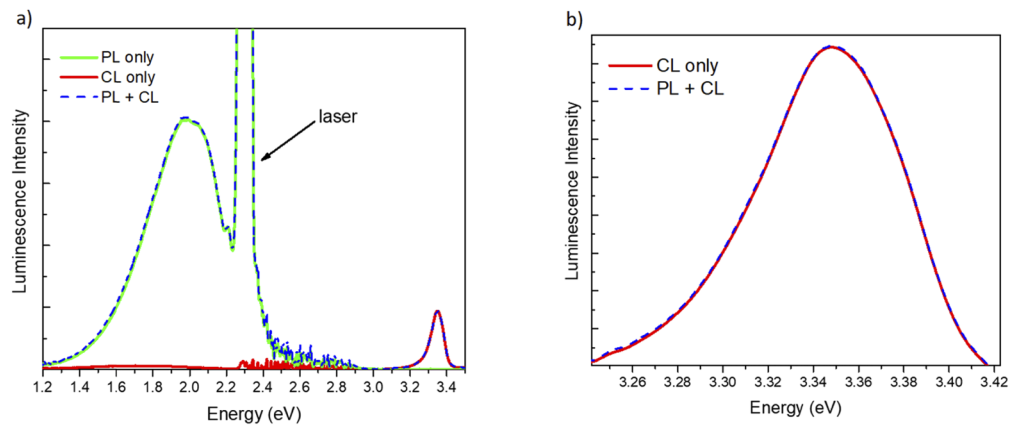 a)
PL only
CL only
PL + CL
laser
Luminescence Intensity
1.2 1.4 1.6 1.8 2.0 2.2 2.4 2.6 2.8 3.0 3.2 3.4
Energy (eV)
b)
CL only
PL + CL
Luminescence Intensity
3.26 3.28 3.30 3.32 3.34 3.36 3.38 3.40 3.42
Energy (eV)